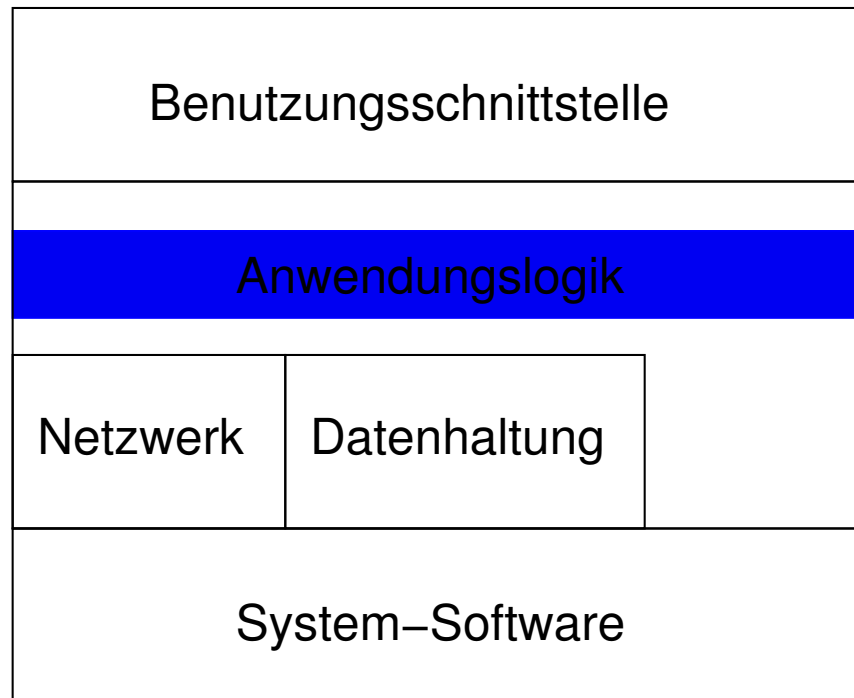 Benutzungsschnittstelle
Anwendungslogik
Netzwerk
Datenhaltung
System−Software